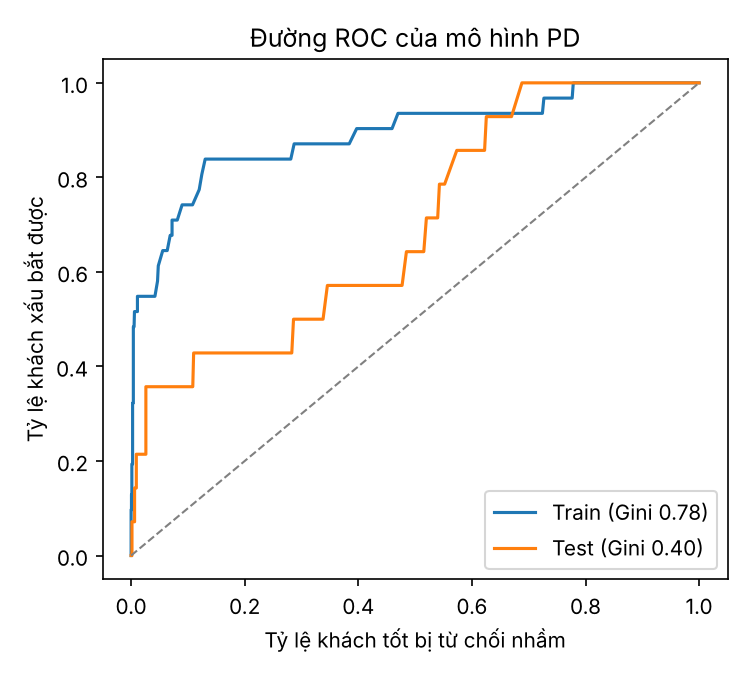 Đường ROC của mô hình PD
1.0
0.8
0.6
0.4
0.2
0.0
Tỷ lệ khách xấu bắt được
Train (Gini 0.78)
Test (Gini 0.40)
0.0 0.2 0.4 0.6 0.8 1.0
Tỷ lệ khách tốt bị từ chối nhầm